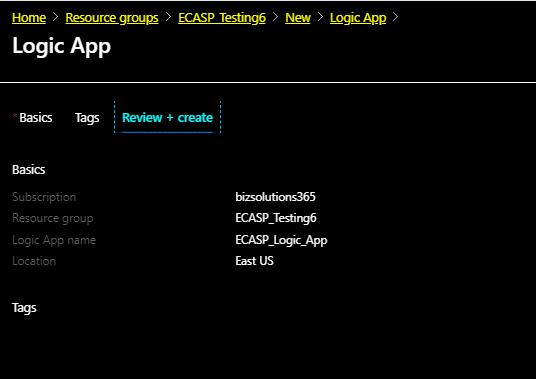 Home > Resource groups > ECASP_Testing6 > New > Logic App >
Logic App
* Basics Tags Review + create
Basics
Subscription bizsolutions365
Resource group ECASP_Testing6
Logic App name ECASP_Logic_App
Location East US
Tags